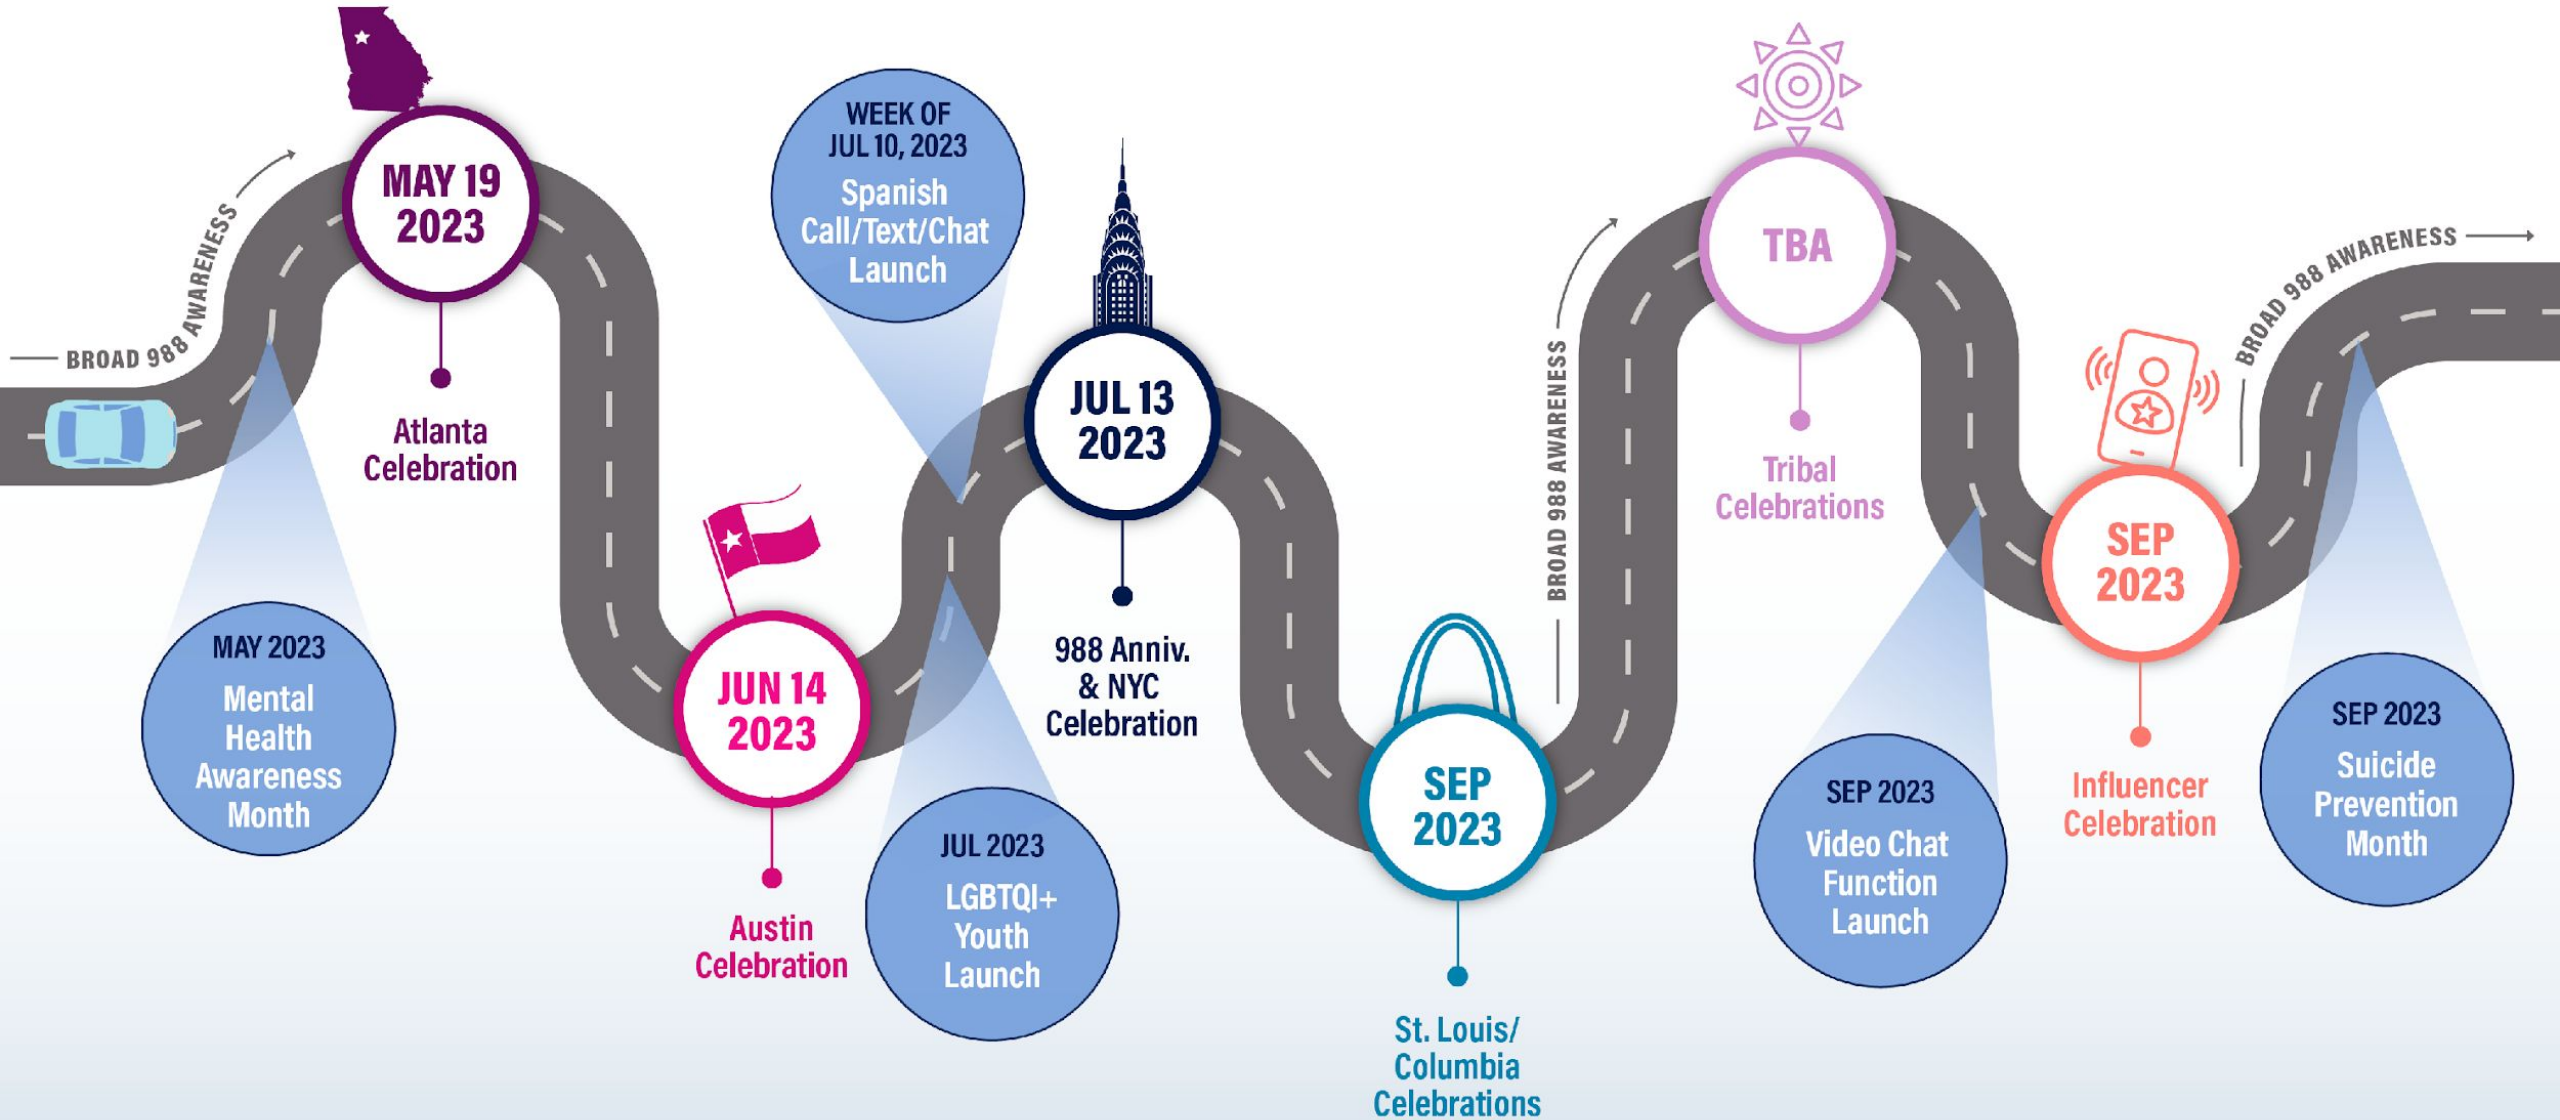 BROAD 988 AWARENESS
MAY 19
2023
Atlanta
Celebration
MAY 2023
Mental
Health
Awareness
Month
JUN 14
2023
Austin
Celebration
WEEK OF
JUL 10, 2023
Spanish
Call/Text/Chat
Launch
JUL 2023
LGBTQI+
Youth
Launch
JUL 13
2023
988 Anniv.
& NYC
Celebration
SEP
2023
St. Louis/
Columbia
Celebrations
BROAD 988 AWARENESS
TBA
Tribal
Celebrations
SEP 2023
Video Chat
Function
Launch
SEP
2023
Influencer
Celebration
BROAD 988 AWARENESS
SEP 2023
Suicide
Prevention
Month